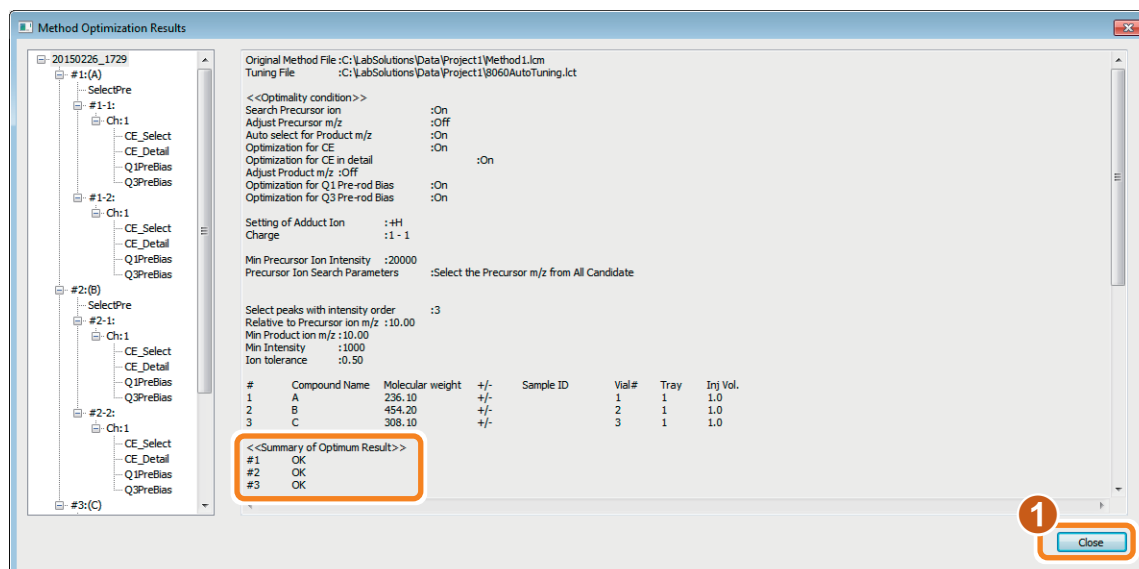 Method Optimization Results
20150226_1729
#1:(A)
SelectPre
#1-1:
Ch:1
CE_Select
CE_Detail
Q1PreBias
Q3PreBias
#1-2:
Ch:1
CE_Select
CE_Detail
Q1PreBias
Q3PreBias
#2:(B)
SelectPre
#2-1:
Ch:1
CE_Select
CE_Detail
Q1PreBias
Q3PreBias
#2-2:
Ch:1
CE_Select
CE_Detail
Q1PreBias
Q3PreBias
#3:(C)
Original Method File :C:\LabSolutions\Data\Project1\Method1.lcm
Tuning File :C:\LabSolutions\Data\Project1\8060AutoTuning.lct
<<Optimality condition>>
Search Precursor ion :On
Adjust Precursor m/z :Off
Auto select for Product m/z :On
Optimization for CE :On
Optimization for CE in detail :On
Adjust Product m/z :Off
Optimization for Q1 Pre-rod Bias :On
Optimization for Q3 Pre-rod Bias :On
Setting of Adduct Ion :+H
Charge :1 - 1
Min Precursor Ion Intensity :20000
Precursor Ion Search Parameters :Select the Precursor m/z from All Candidate
Select peaks with intensity order :3
Relative to Precursor ion m/z :10.00
Min Product ion m/z :10.00
Min Intensity :1000
Ion tolerance :0.50
# Compound Name Molecular weight +/- Sample ID Vial# Tray Inj Vol.
1 A 236.10 +/- 1 1 1.0
2 B 454.20 +/- 2 1 1.0
3 C 308.10 +/- 3 1 1.0
<<Summary of Optimum Result>>
#1 OK
#2 OK
#3 OK
1
Close